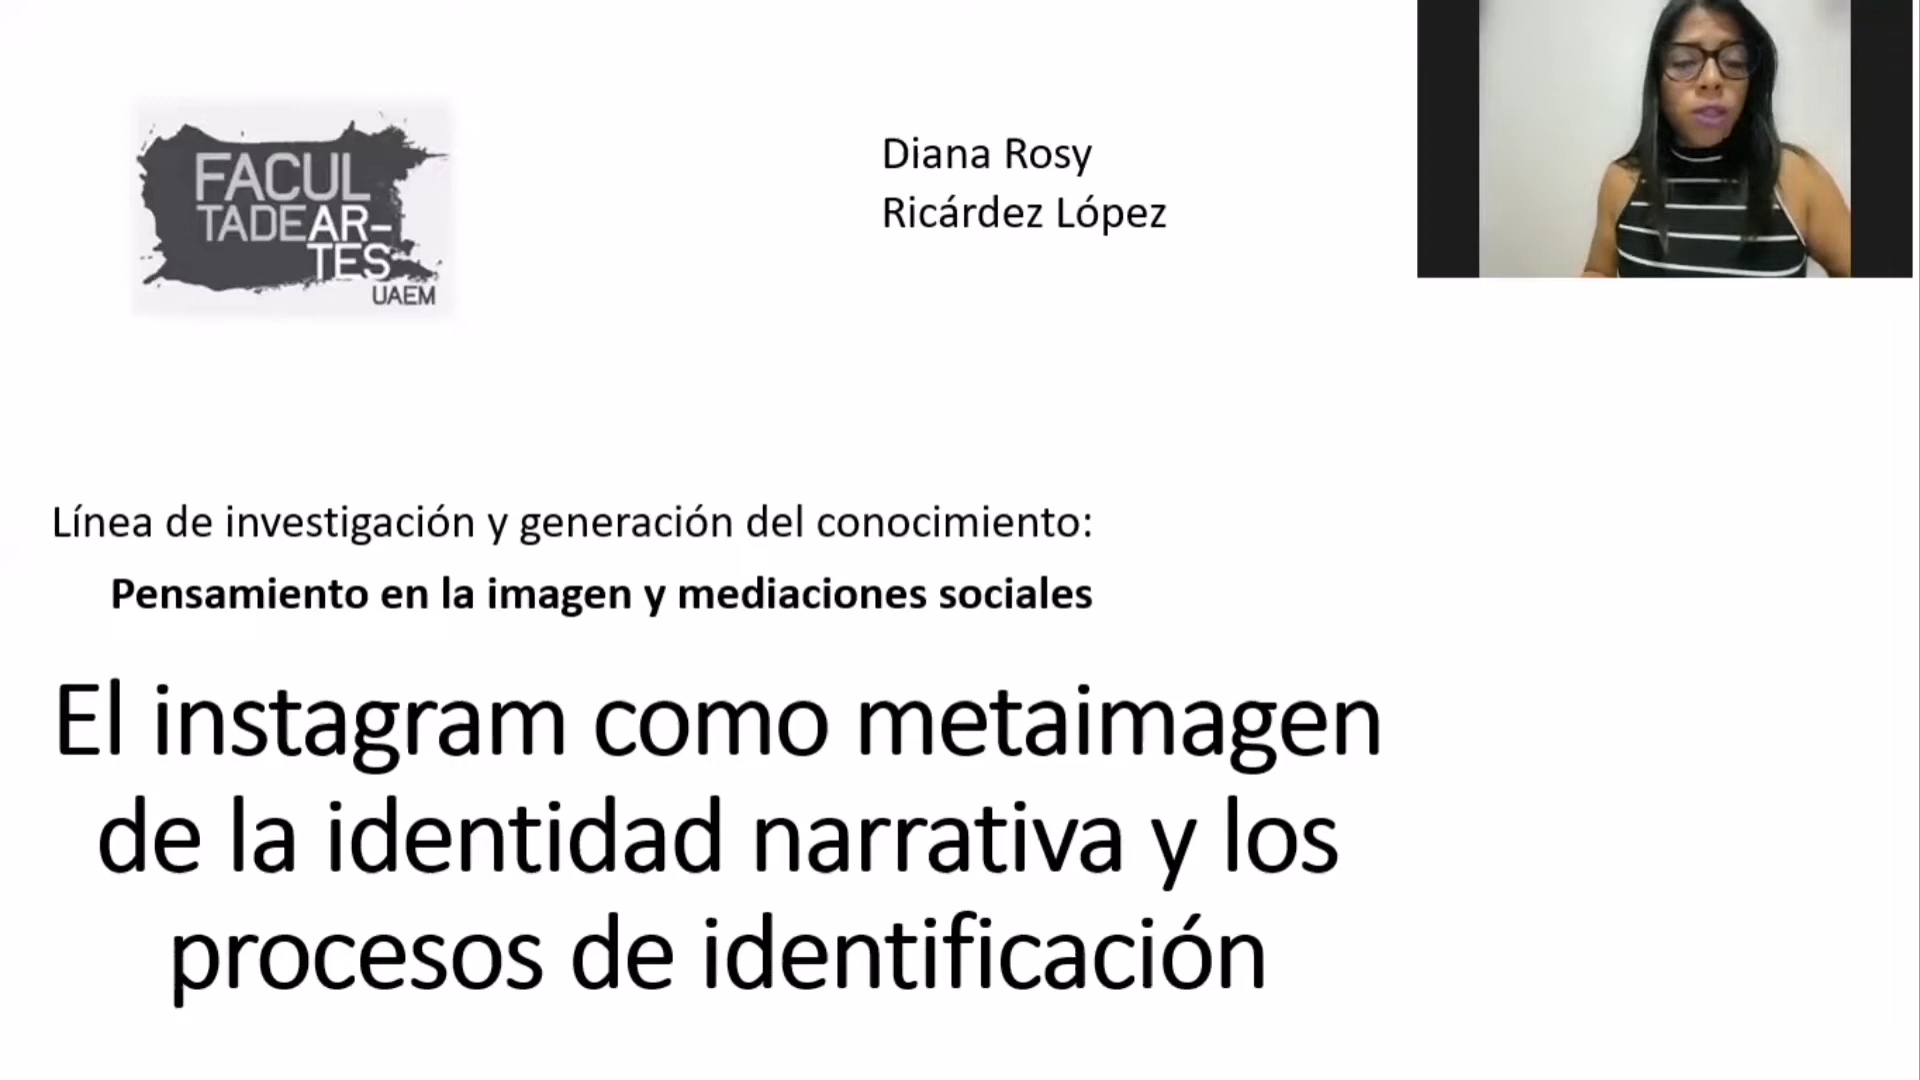 FACUL
TADEAR-
TES
UAEM
Diana Rosy
Ricárdez López
Línea de investigación y generación del conocimiento:
Pensamiento en la imagen y mediaciones sociales
El instagram como metaimagen
de la identidad narrativa y los
procesos de identificación